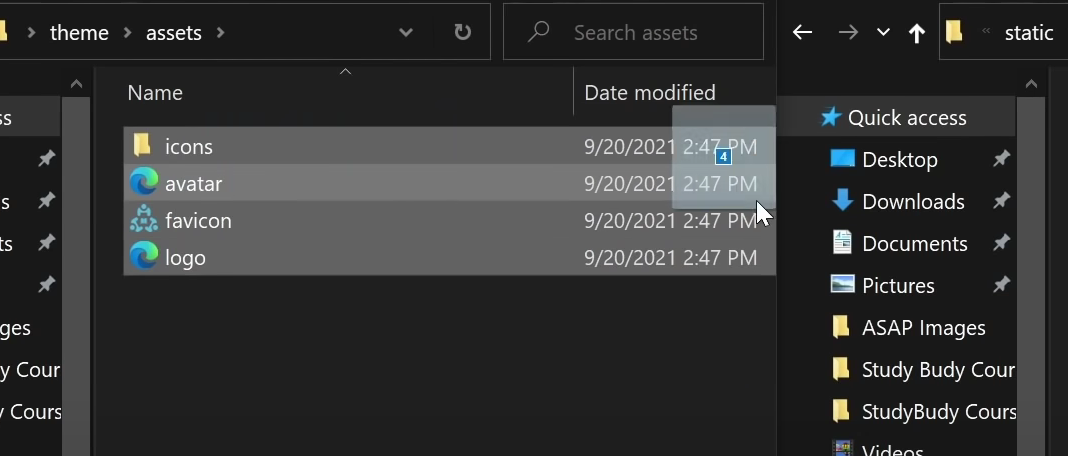 theme assets
Search assets
static
Name
Date modified
ss
Quick access
icons
9/20/2021 2:47 PM
4
Desktop
avatar
9/20/2021 2:47 PM
s
Downloads
favicon
9/20/2021 2:47 PM
ts
Documents
logo
9/20/2021 2:47 PM
Pictures
ges
ASAP Images
y Cour
Study Budy Cour
y Cours
StudyBudy Cours
Videos